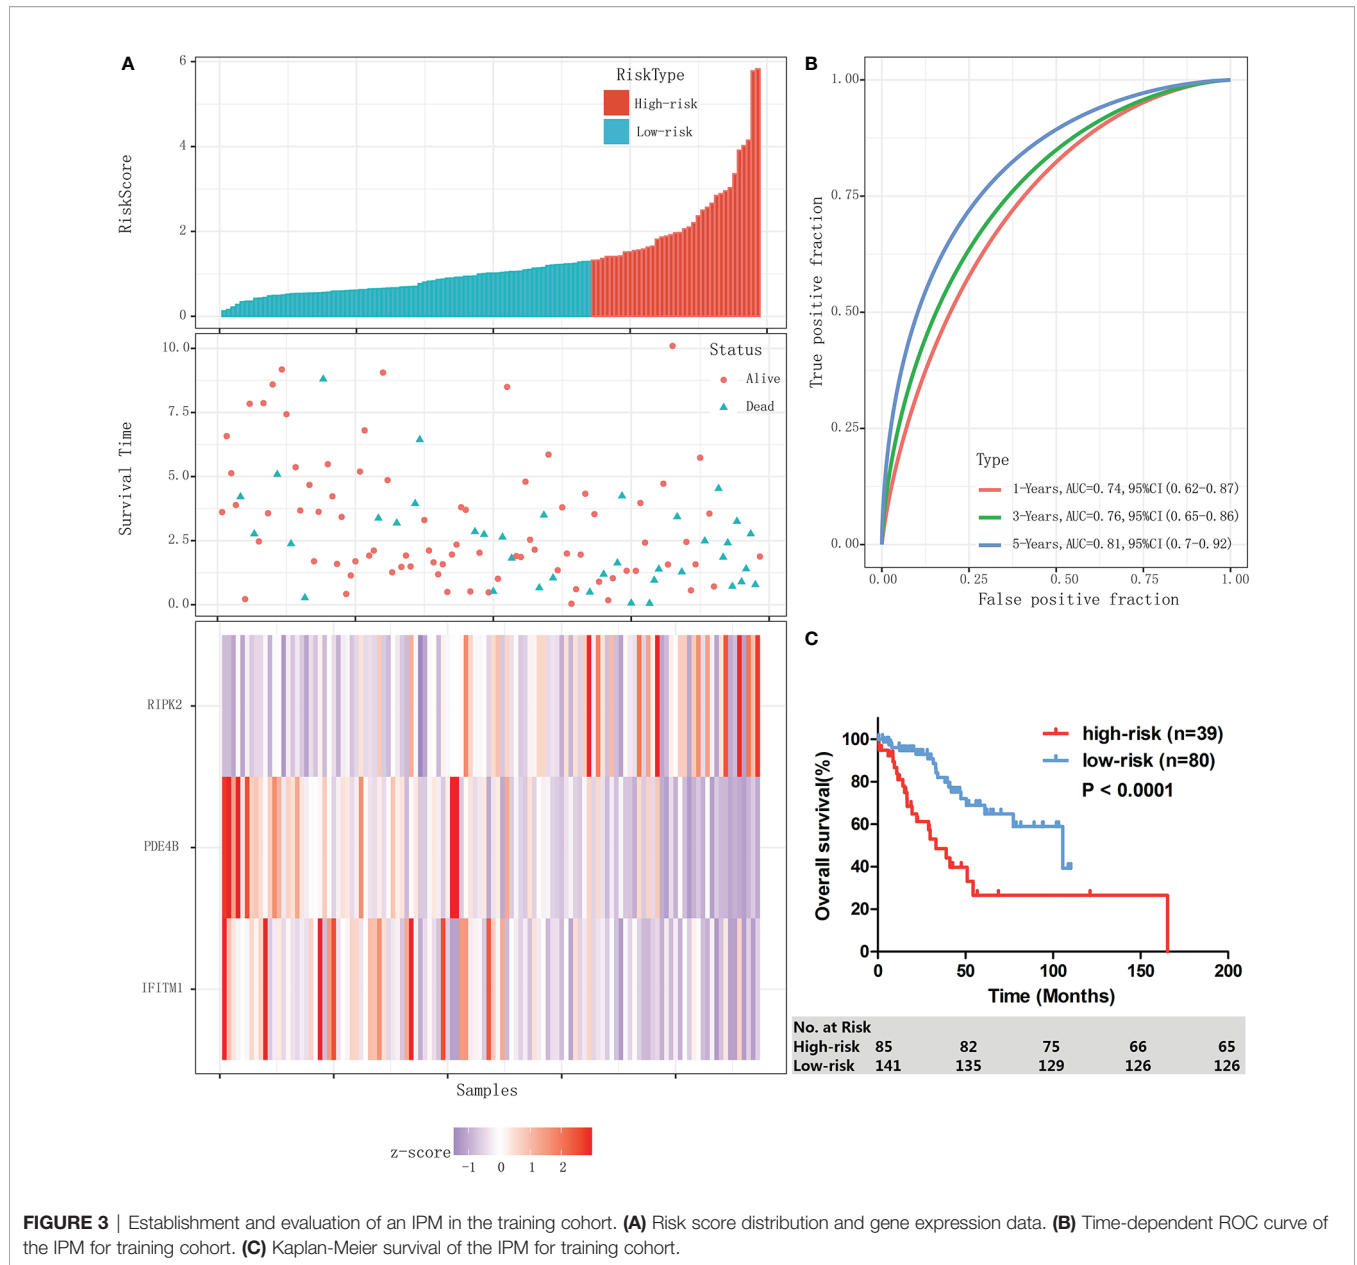 A
6
4
2
0
RiskScore
RiskType
High-risk
Low-risk
10.0
7.5
5.0
2.5
0.0
Survival Time
Status
Alive
Dead
RIPK2
PDE4B
IFITM1
Samples
z-score
-1 0 1 2
B
1.00
0.75
0.50
0.25
0.00
True positive fraction
Type
1-Years, AUC=0.74, 95%CI(0.62-0.87)
3-Years, AUC=0.76, 95%CI(0.65-0.86)
5-Years, AUC=0.81, 95%CI(0.7-0.92)
0.00 0.25 0.50 0.75 1.00
False positive fraction
C
high-risk (n=39)
low-risk (n=80)
P < 0.0001
100
80
60
40
20
0
Overall survival(%)
0 50 100 150 200
Time (Months)
No. at Risk
High-risk 85 82 75 66 65
Low-risk 141 135 129 126 126
FIGURE 3 | Establishment and evaluation of an IPM in the training cohort. (A) Risk score distribution and gene expression data. (B) Time-dependent ROC curve of
the IPM for training cohort. (C) Kaplan-Meier survival of the IPM for training cohort.